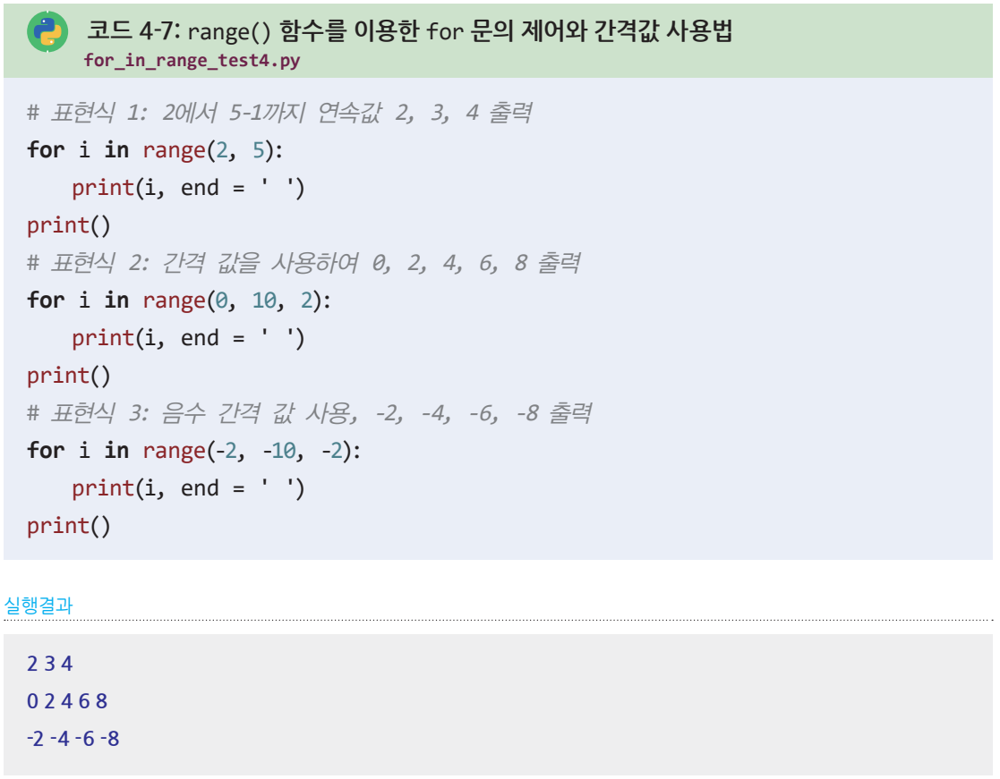 코드 4-7: range() 함수를 이용한 for 문의 제어와 간격값 사용법
for_in_range_test4.py
# 표현식 1: 2에서 5-1까지 연속값 2, 3, 4 출력
for i in range(2, 5):
    print(i, end = ' ')
print()
# 표현식 2: 간격 값을 사용하여 0, 2, 4, 6, 8 출력
for i in range(0, 10, 2):
    print(i, end = ' ')
print()
# 표현식 3: 음수 간격 값 사용, -2, -4, -6, -8 출력
for i in range(-2, -10, -2):
    print(i, end = ' ')
print()
실행결과
2 3 4
0 2 4 6 8
-2 -4 -6 -8